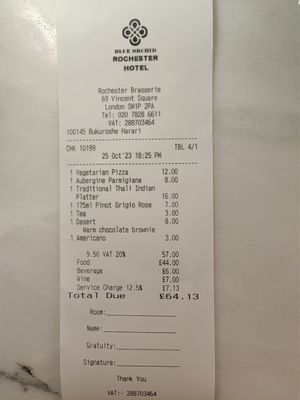 BLUE ORCHID
ROCHESTER
HOTEL
Rochester Brasserie
69 Vincent Square
London SW1P 2PA
Tel: 020 7828 6611
VAT: 288703464
100145 Bukuroshe Harari
CHK 10199 TBL 4/1
25 Oct'23 18:25 PM
1 Vegetarian Pizza 12.00
1 Aubergine Parmigiana 8.00
1 Traditional Thali Indian
Platter 16.00
1 175ml Pinot Grigio Rose 7.00
1 Tea 3.00
1 Desert 8.00
Warm chocolate brownie
1 Americano 3.00
9.50 VAT 20% 57.00
Food £44.00
Beverage £6.00
Wine £7.00
Service Charge 12.5% £7.13
Total Due £64.13
Room:
Name:
Gratuity:
Signature:
Thank You
VAT:- 288703464